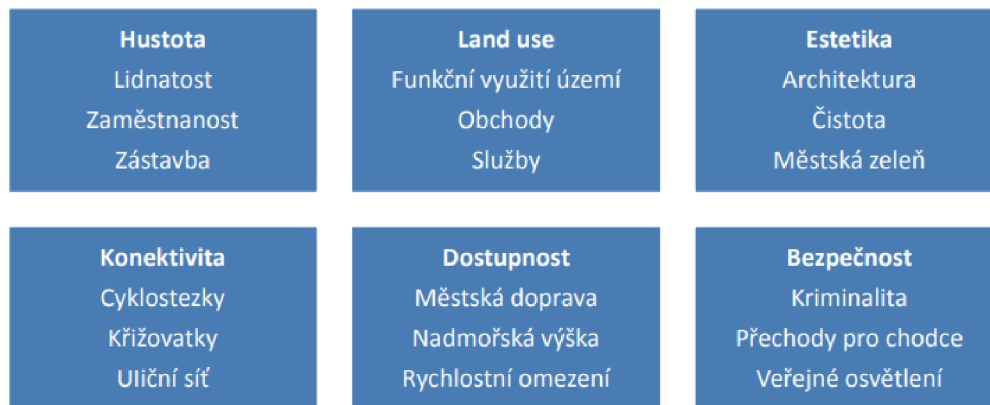 Hustota
Lidnatost
Zaměstnanost
Zástavba
Land use
Funkční využití území
Obchody
Služby
Estetika
Architektura
Čistota
Městská zeleň
Konektivita
Cyklostezky
Křižovatky
Uliční síť
Dostupnost
Městská doprava
Nadmořská výška
Rychlostní omezení
Bezpečnost
Kriminalita
Přechody pro chodce
Veřejné osvětlení